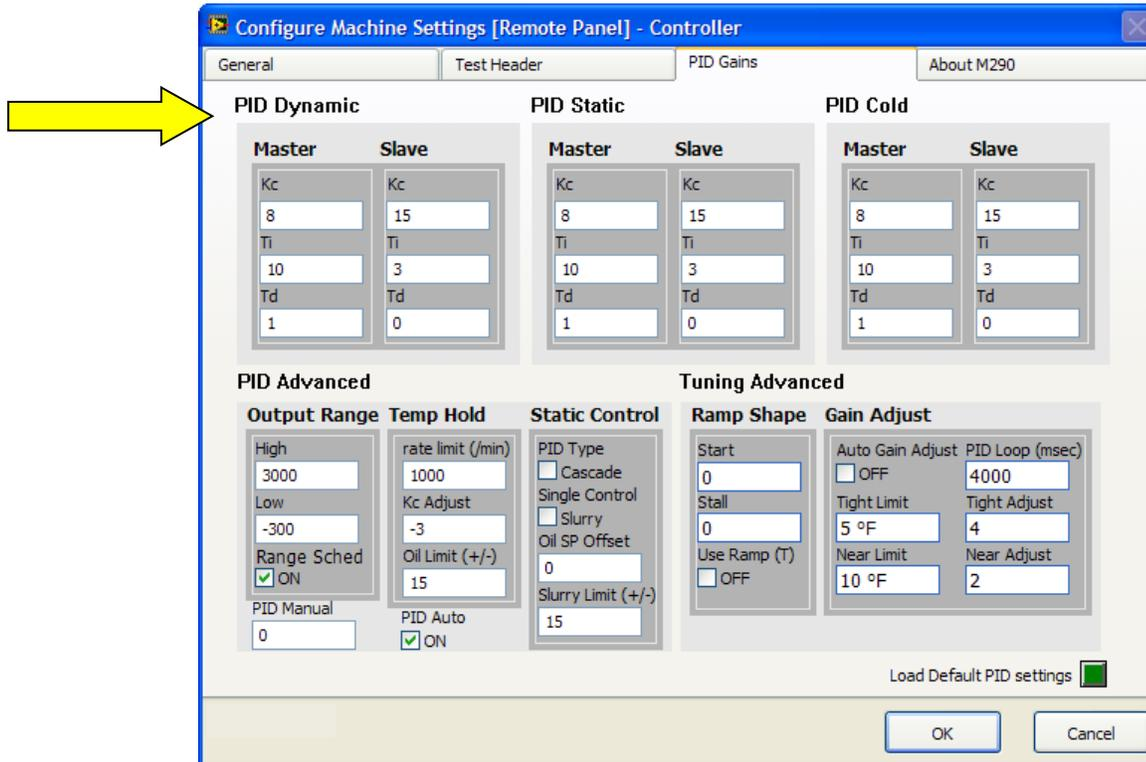 Configure Machine Settings [Remote Panel] - Controller
General Test Header PID Gains About M290
PID Dynamic PID Static PID Cold
Master Slave Master Slave Master Slave
Kc Kc Kc Kc Kc Kc
8 15 8 15 8 15
Ti Ti Ti Ti Ti Ti
10 3 10 3 10 3
Td Td Td Td Td Td
1 0 1 0 1 0
PID Advanced Tuning Advanced
Output Range Temp Hold Static Control Ramp Shape Gain Adjust
High rate limit (/min) PID Type Start Auto Gain Adjust PID Loop (msec)
3000 1000 Cascade 0 OFF 4000
Low Kc Adjust Single Control Stall Tight Limit Tight Adjust
-300 -3 Slurry 0 5 °F 4
Range Sched Oil Limit (+/-) Oil SP Offset Use Ramp (T) Near Limit Near Adjust
ON 15 0 OFF 10 °F 2
PID Manual PID Auto Slurry Limit (+/-)
0 ON 15
Load Default PID settings
OK Cancel